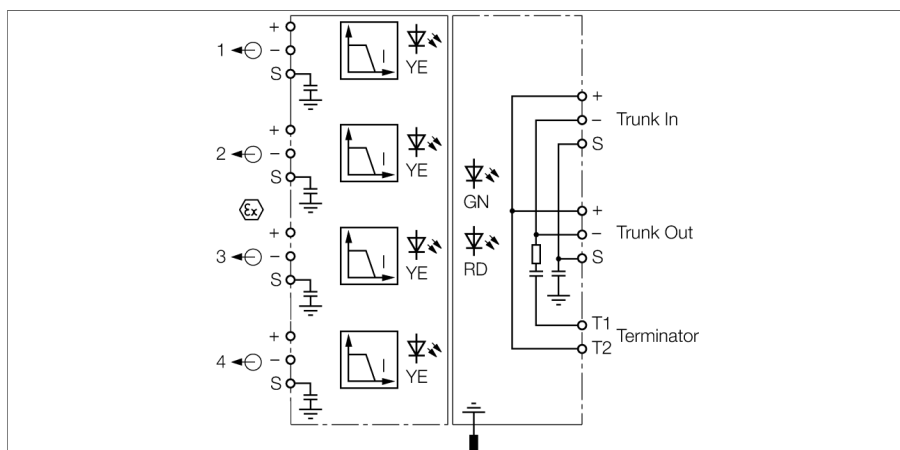 +
1 –
S
I
YE
+
2 –
S
I
YE
Ex
+
3 –
S
I
YE
+
4 –
S
I
YE
GN
RD
+
– Trunk In
S
+
– Trunk Out
S
T1
Terminator
T2